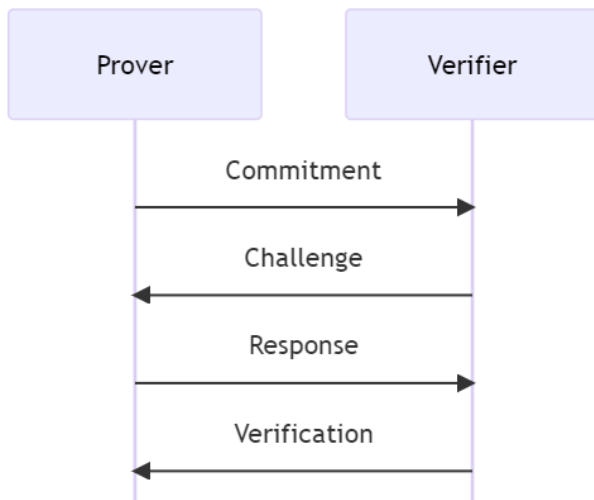 Prover
Verifier
Commitment
Challenge
Response
Verification